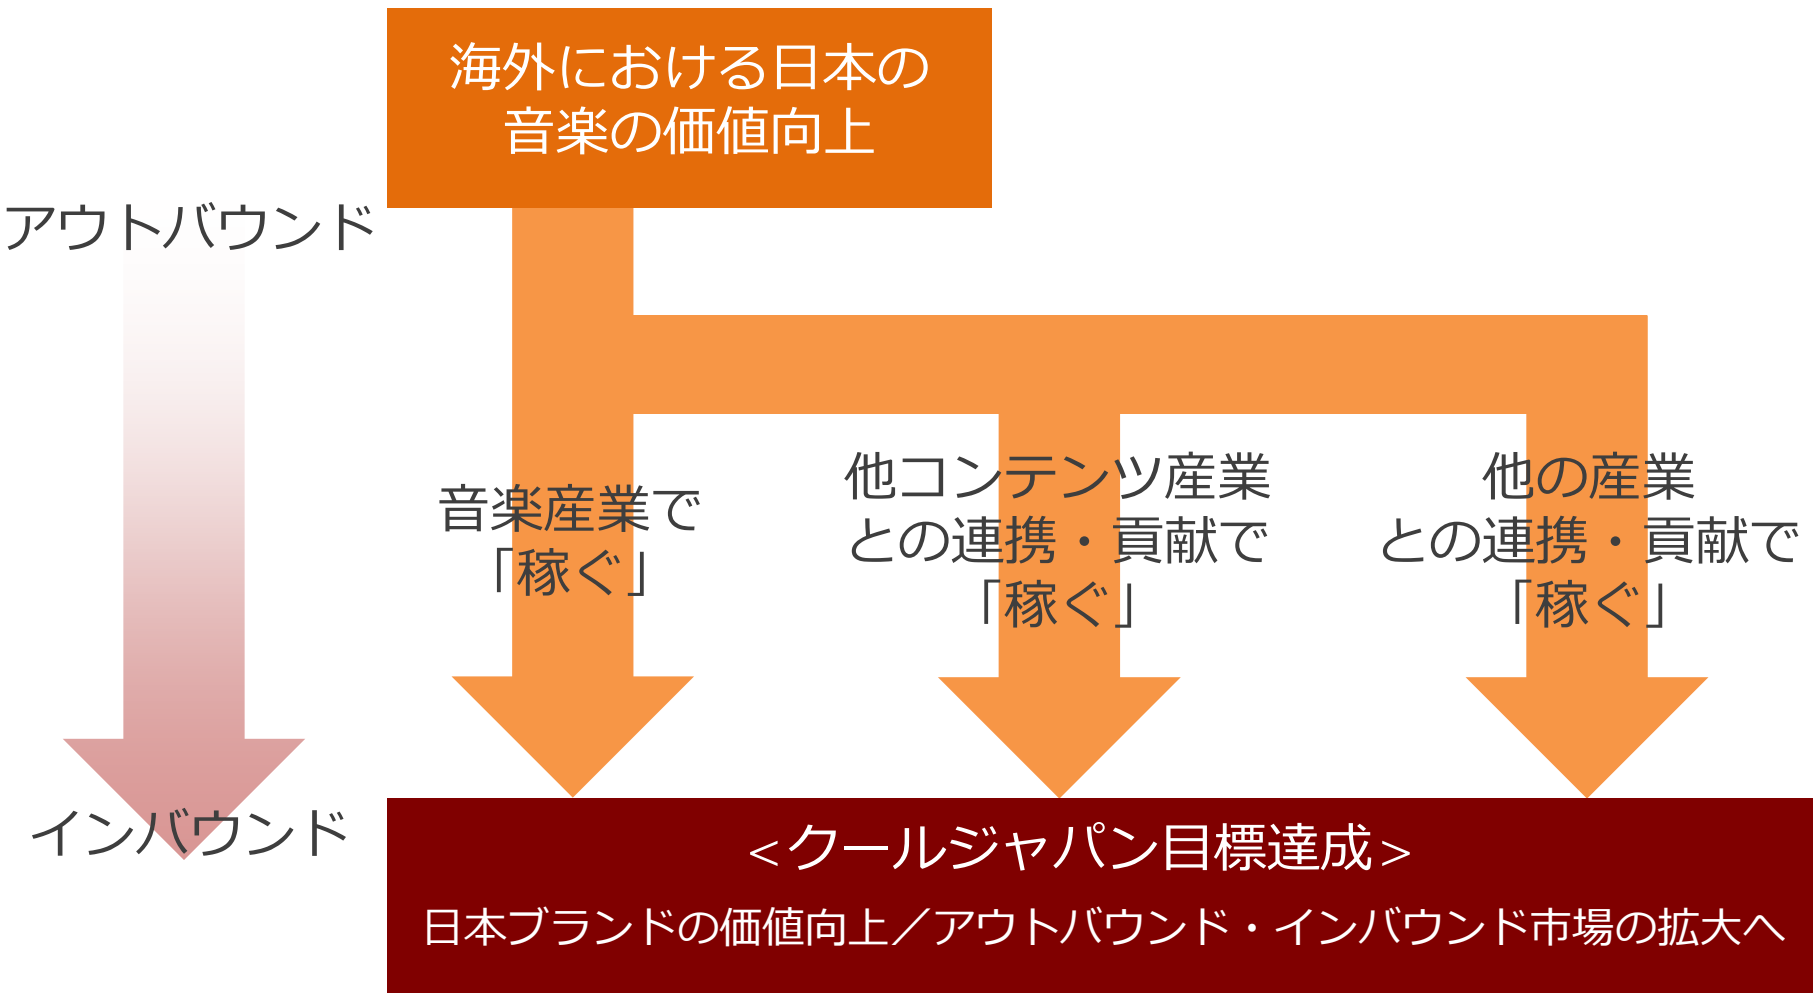 海外における日本の
音楽の価値向上
アウトバウンド
音楽産業で
「稼ぐ」
他コンテンツ産業
との連携・貢献で
「稼ぐ」
他の産業
との連携・貢献で
「稼ぐ」
インバウンド
<クールジャパン目標達成>
日本ブランドの価値向上／アウトバウンド・インバウンド市場の拡大へ